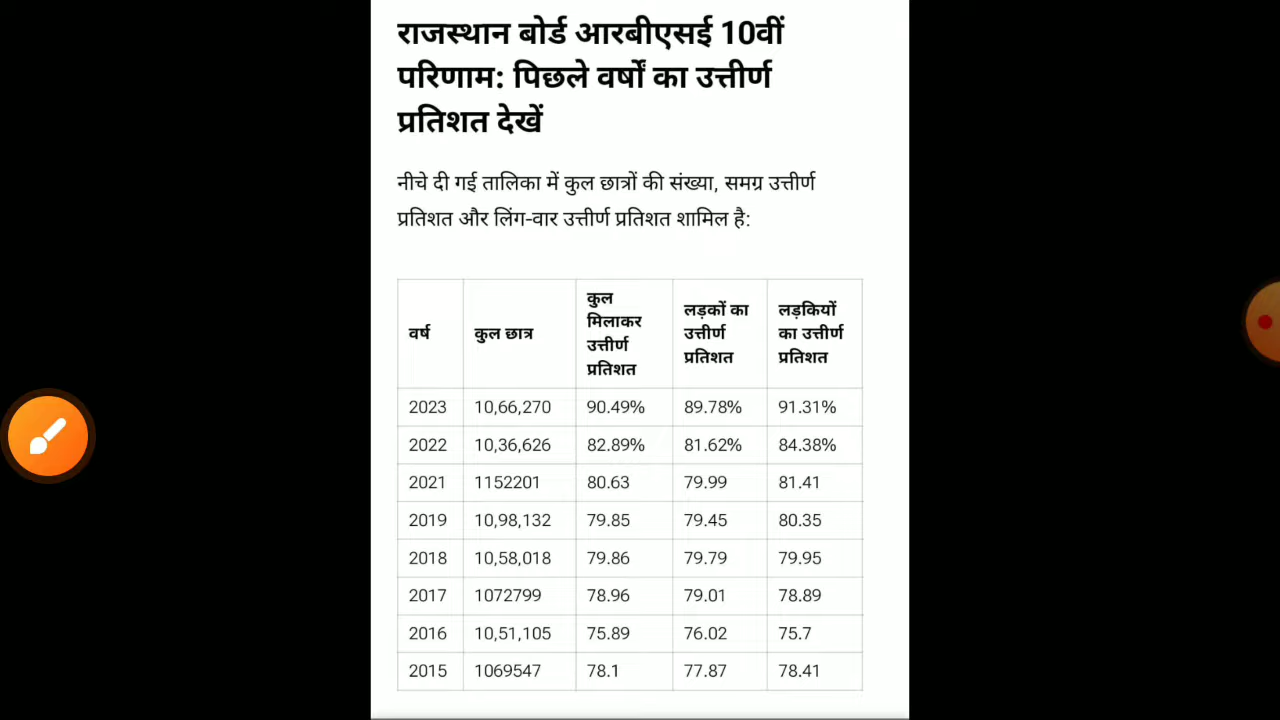 राजस्थान बोर्ड आरबीएसई 10वीं
परिणाम: पिछले वर्षों का उत्तीर्ण
प्रतिशत देखें
नीचे दी गई तालिका में कुल छात्रों की संख्या, समग्र उत्तीर्ण
प्रतिशत और लिंग-वार उत्तीर्ण प्रतिशत शामिल है:
वर्ष कुल छात्र कुल मिलाकर उत्तीर्ण प्रतिशत लड़कों का उत्तीर्ण प्रतिशत लड़कियों का उत्तीर्ण प्रतिशत
2023 10,66,270 90.49% 89.78% 91.31%
2022 10,36,626 82.89% 81.62% 84.38%
2021 1152201 80.63 79.99 81.41
2019 10,98,132 79.85 79.45 80.35
2018 10,58,018 79.86 79.79 79.95
2017 1072799 78.96 79.01 78.89
2016 10,51,105 75.89 76.02 75.7
2015 1069547 78.1 77.87 78.41